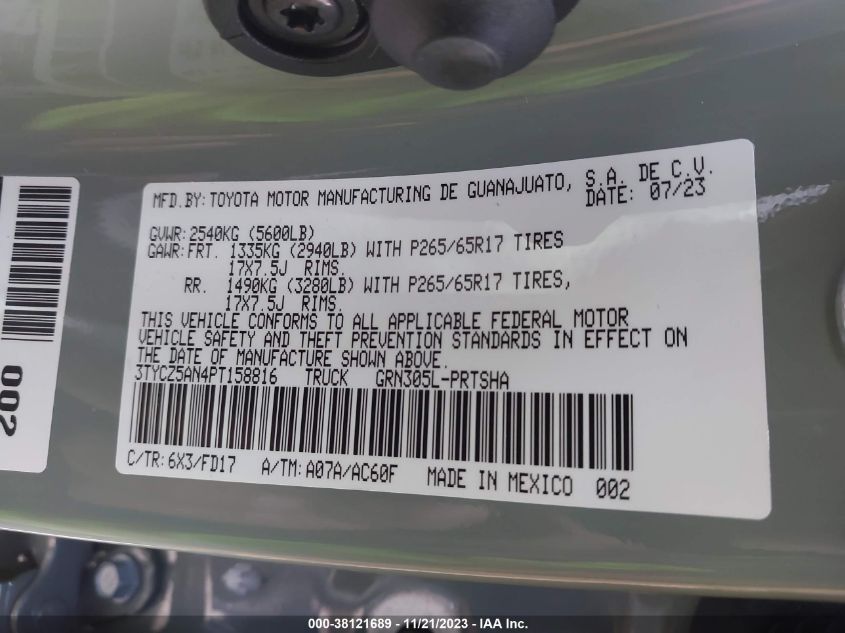 MFD.BY: TOYOTA MOTOR MANUFACTURING DE GUANAJUATO, S.A. DE C.V.
DATE: 07/23
GVWR: 2540KG (5600LB)
GAWR: FRT. 1335KG (2940LB) WITH P265/65R17 TIRES
17X7.5J RIMS.
RR. 1490KG (3280LB) WITH P265/65R17 TIRES,
17X7.5J RIMS.
THIS VEHICLE CONFORMS TO ALL APPLICABLE FEDERAL MOTOR
VEHICLE SAFETY AND THEFT PREVENTION STANDARDS IN EFFECT ON
THE DATE OF MANUFACTURE SHOWN ABOVE.
3TYCZ5AN4PT158816 TRUCK GRN305L-PRTSHA
C/TR: 6X3/FD17 A/TM: A07A/AC60F MADE IN MEXICO 002
002
000-38121689 - 11/21/2023 - IAA Inc.